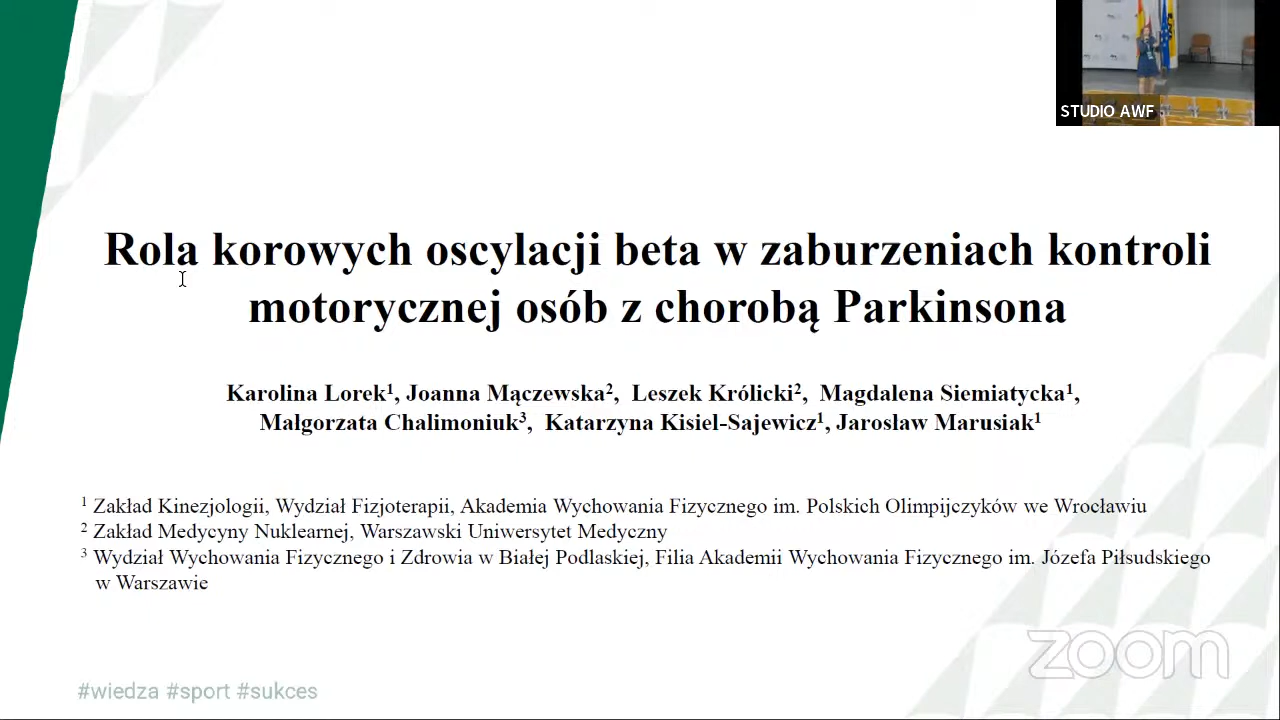 STUDIO AWF
Rola korowych oscylacji beta w zaburzeniach kontroli
motorycznej osób z chorobą Parkinsona
Karolina Lorek¹, Joanna Mączewska², Leszek Królicki², Magdalena Siemiatycka¹,
Małgorzata Chalimoniuk³, Katarzyna Kisiel-Sajewicz¹, Jarosław Marusiak¹
¹ Zakład Kinezjologii, Wydział Fizjoterapii, Akademia Wychowania Fizycznego im. Polskich Olimpijczyków we Wrocławiu
² Zakład Medycyny Nuklearnej, Warszawski Uniwersytet Medyczny
³ Wydział Wychowania Fizycznego i Zdrowia w Białej Podlaskiej, Filia Akademii Wychowania Fizycznego im. Józefa Piłsudskiego
w Warszawie
zoom
#wiedza #sport #sukces